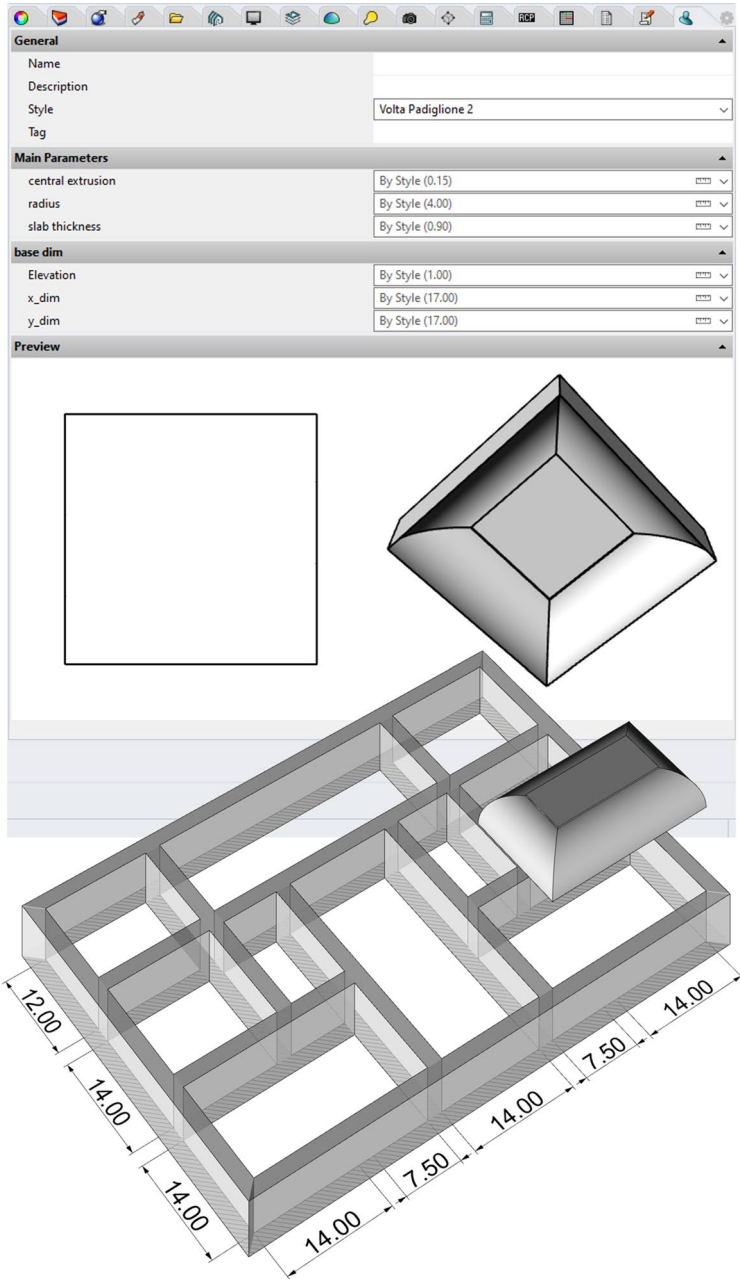 RCP
General
Name
Description
Style Volta Padiglione 2
Tag
Main Parameters
central extrusion By Style (0.15)
radius By Style (4.00)
slab thickness By Style (0.90)
base dim
Elevation By Style (1.00)
x_dim By Style (17.00)
y_dim By Style (17.00)
Preview
12.00
14.00
14.00
14.00
7.50
14.00
7.50
14.00